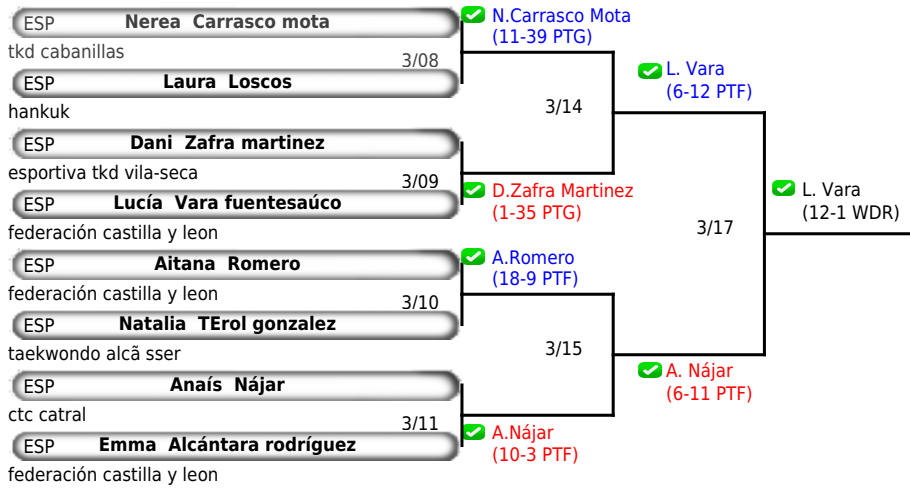 ESP Nerea Carrasco mota
tkd cabanillas
3/08
ESP Laura Loscos
hankuk
ESP Dani Zafra martinez
esportiva tkd vila-seca
3/09
ESP Lucía Vara fuentesaúco
federación castilla y leon
ESP Aitana Romero
federación castilla y leon
3/10
ESP Natalia TErol gonzalez
taekwondo alcã sser
ESP Anaís Nájar
ctc catral
3/11
ESP Emma Alcántara rodríguez
federación castilla y leon
N.Carrasco Mota
(11-39 PTG)
3/14
D.Zafra Martinez
(1-35 PTG)
A.Romero
(18-9 PTF)
3/15
A.Nájar
(10-3 PTF)
L. Vara
(6-12 PTF)
3/17
A. Nájar
(6-11 PTF)
L. Vara
(12-1 WDR)